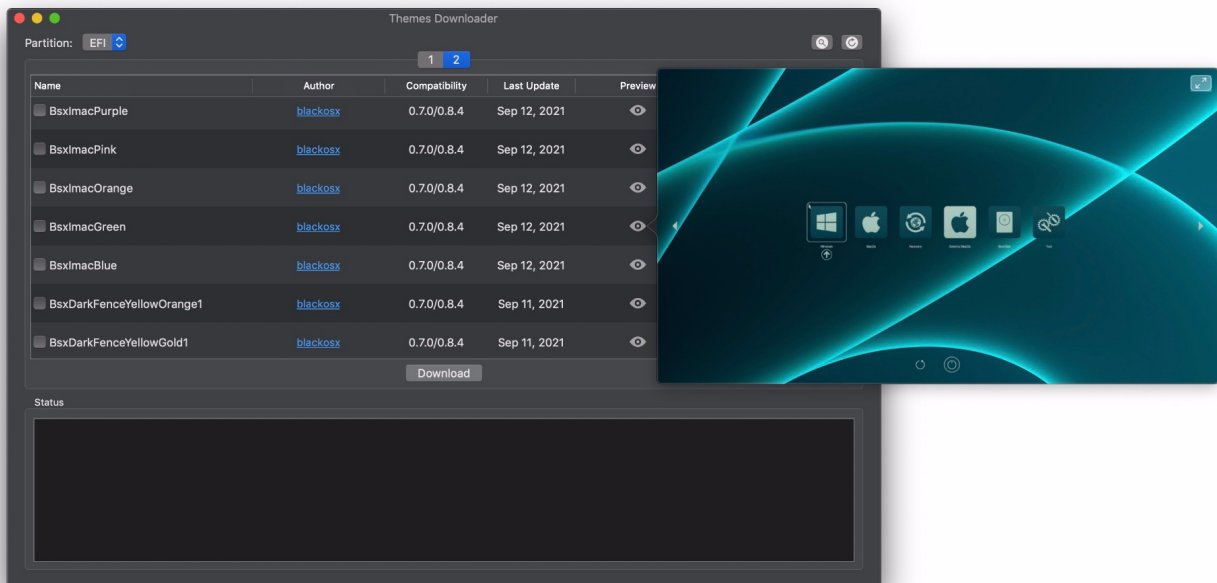 Themes Downloader
Partition: EFI
1 2
Name Author Compatibility Last Update Preview
BsxImacPurple blackosx 0.7.0/0.8.4 Sep 12, 2021
BsxImacPink blackosx 0.7.0/0.8.4 Sep 12, 2021
BsxImacOrange blackosx 0.7.0/0.8.4 Sep 12, 2021
BsxImacGreen blackosx 0.7.0/0.8.4 Sep 12, 2021
BsxImacBlue blackosx 0.7.0/0.8.4 Sep 12, 2021
BsxDarkFenceYellowOrange1 blackosx 0.7.0/0.8.4 Sep 11, 2021
BsxDarkFenceYellowGold1 blackosx 0.7.0/0.8.4 Sep 11, 2021
Download
Status